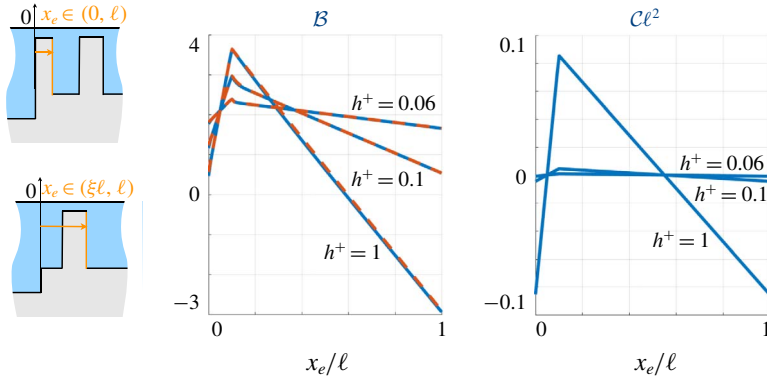 0 x_e ∈ (0, ℓ)
0 x_e ∈ (ξℓ, ℓ)
ℬ
4
0
−3
h⁺ = 0.06
h⁺ = 0.1
h⁺ = 1
0 1
x_e/ℓ
𝒞ℓ²
0.1
0
−0.1
h⁺ = 0.06
h⁺ = 0.1
h⁺ = 1
0 1
x_e/ℓ